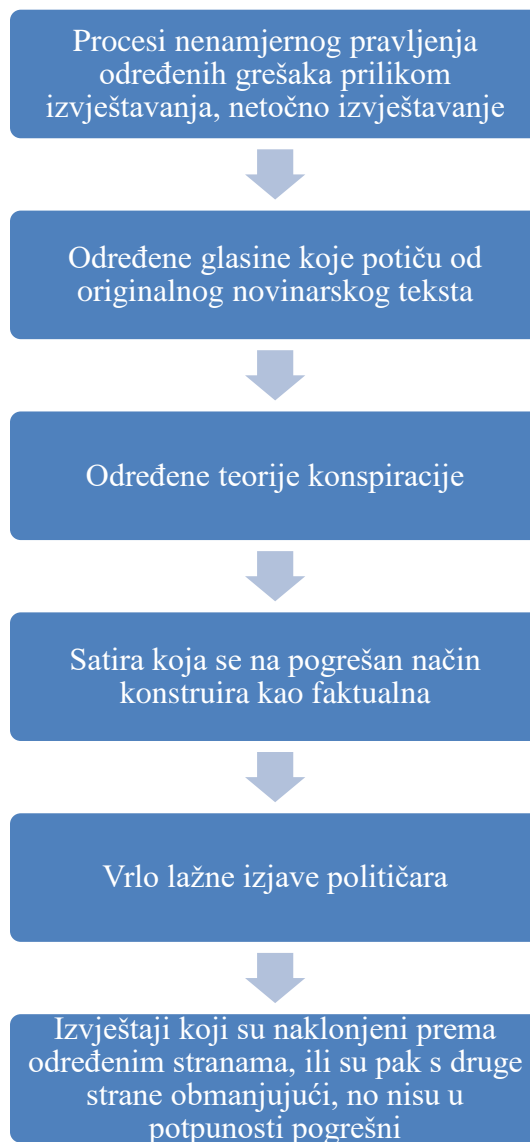 Procesi nenamjernog pravljenja
određenih grešaka prilikom
izvještavanja, netočno izvještavanje
Određene glasine koje potiču od
originalnog novinarskog teksta
Određene teorije konspiracije
Satira koja se na pogrešan način
konstruira kao faktualna
Vrlo lažne izjave političara
Izvještaji koji su naklonjeni prema
određenim stranama, ili su pak s druge
strane obmanjujući, no nisu u
potpunosti pogrešni